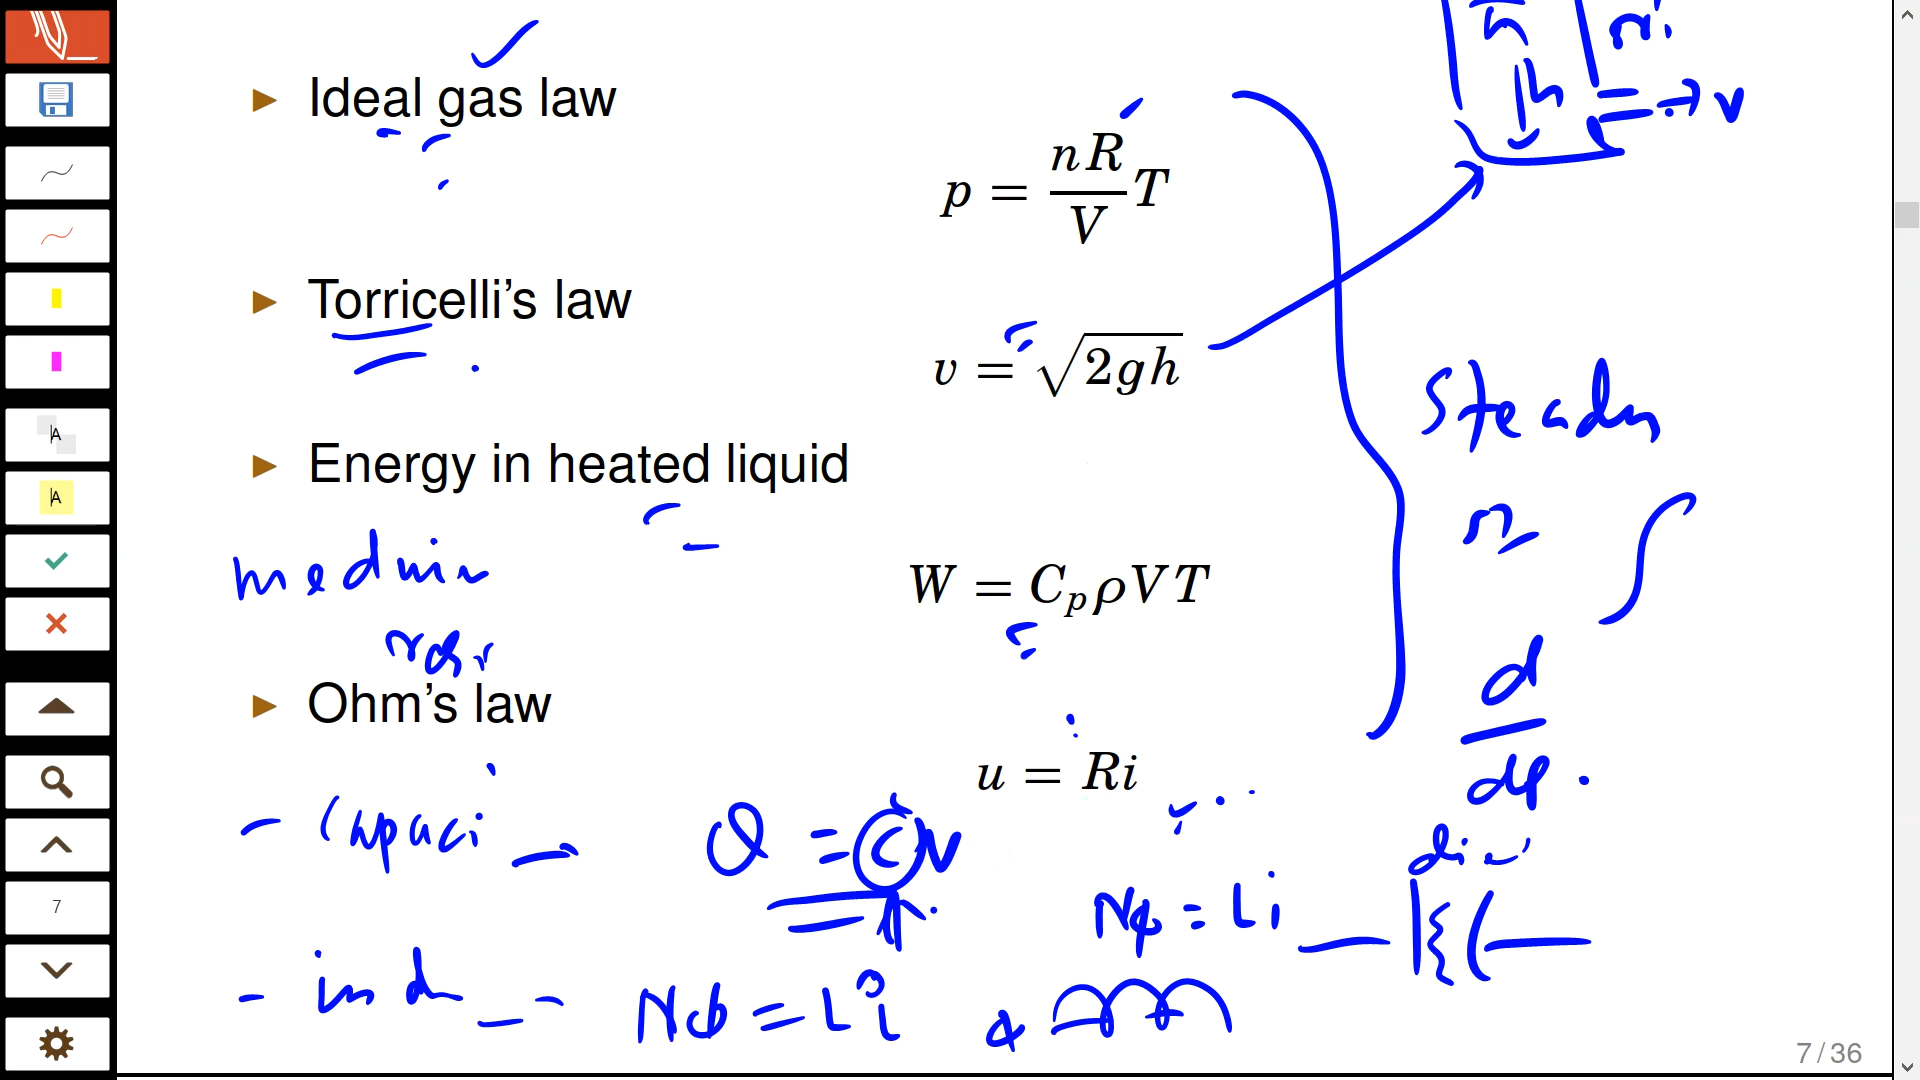 Ideal gas law
p = nR/V T
→ v
Torricelli's law
v = √2gh
Steady
Energy in heated liquid
W = CpρVT
d/dt
Ohm's law
u = Ri
- Capaci - Q = CV
Nφ = Li
- ind - Nφ = Li
7
7 / 36